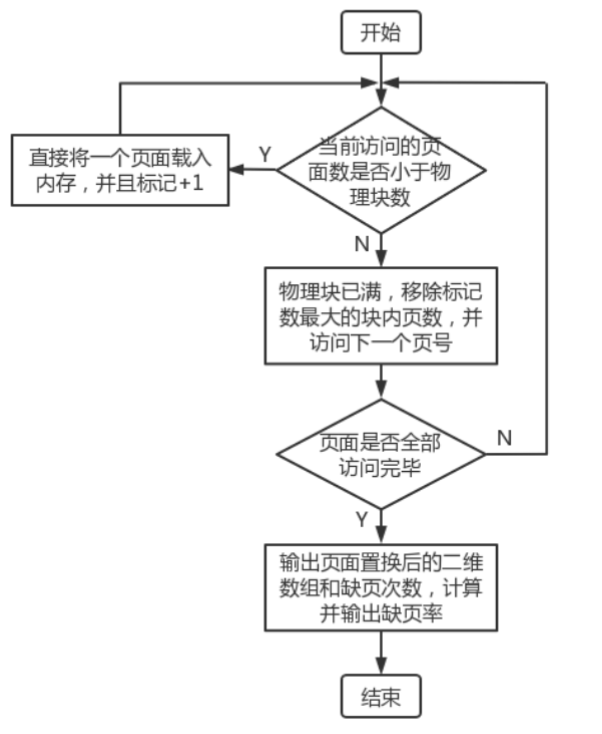 开始
当前访问的页
面数是否小于物
理块数
Y
直接将一个页面载入
内存，并且标记+1
N
物理块已满，移除标记
数最大的块内页数，并
访问下一个页号
页面是否全部
访问完毕
N
Y
输出页面置换后的二维
数组和缺页次数，计算
并输出缺页率
结束